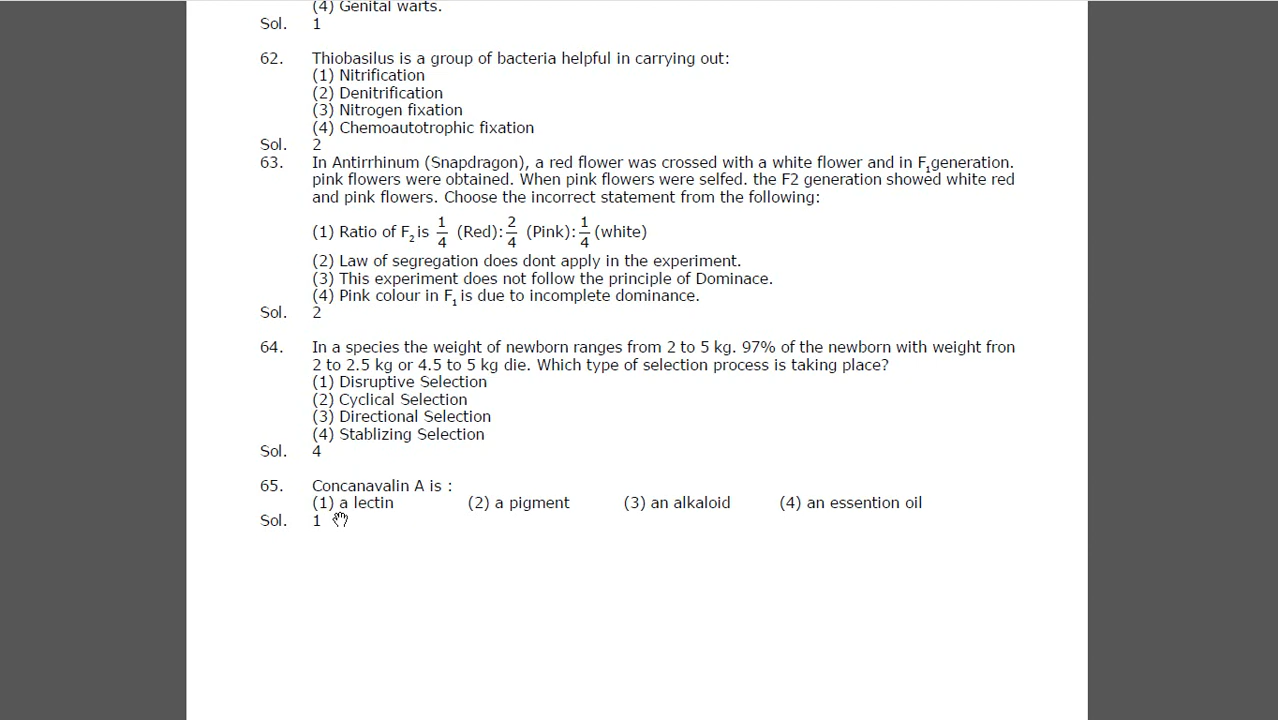 (4) Genital warts.
Sol. 1
62. Thiobasilus is a group of bacteria helpful in carrying out:
(1) Nitrification
(2) Denitrification
(3) Nitrogen fixation
(4) Chemoautotrophic fixation
Sol. 2
63. In Antirrhinum (Snapdragon), a red flower was crossed with a white flower and in F₁generation.
pink flowers were obtained. When pink flowers were selfed. the F2 generation showed white red
and pink flowers. Choose the incorrect statement from the following:
(1) Ratio of F₂ is 1/4 (Red): 2/4 (Pink): 1/4 (white)
(2) Law of segregation does dont apply in the experiment.
(3) This experiment does not follow the principle of Dominace.
(4) Pink colour in F₁ is due to incomplete dominance.
Sol. 2
64. In a species the weight of newborn ranges from 2 to 5 kg. 97% of the newborn with weight fron
2 to 2.5 kg or 4.5 to 5 kg die. Which type of selection process is taking place?
(1) Disruptive Selection
(2) Cyclical Selection
(3) Directional Selection
(4) Stablizing Selection
Sol. 4
65. Concanavalin A is :
(1) a lectin (2) a pigment (3) an alkaloid (4) an essention oil
Sol. 1